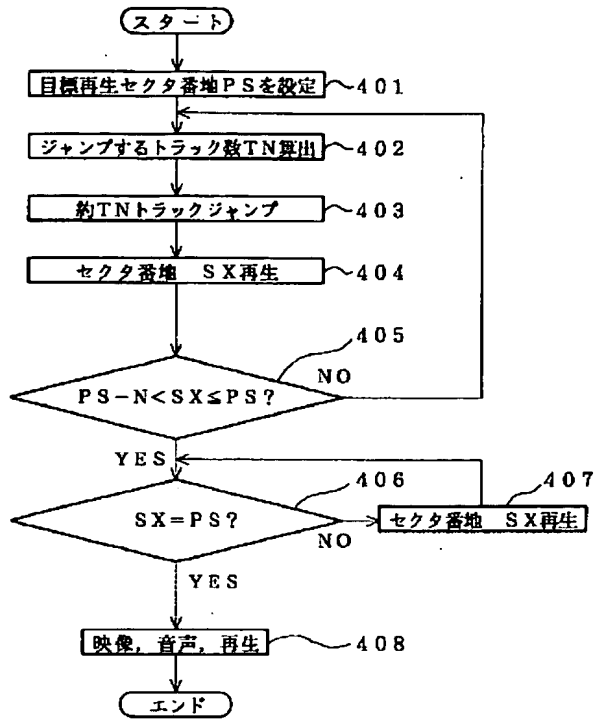 スタート
目標再生セクタ番地PSを設定 401
ジャンプするトラック数TN算出 402
約TNトラックジャンプ 403
セクタ番地 SX再生 404
405
PS-N<SX≦PS? NO
YES
406
SX=PS? NO
407
セクタ番地 SX再生
YES
映像,音声,再生 408
エンド